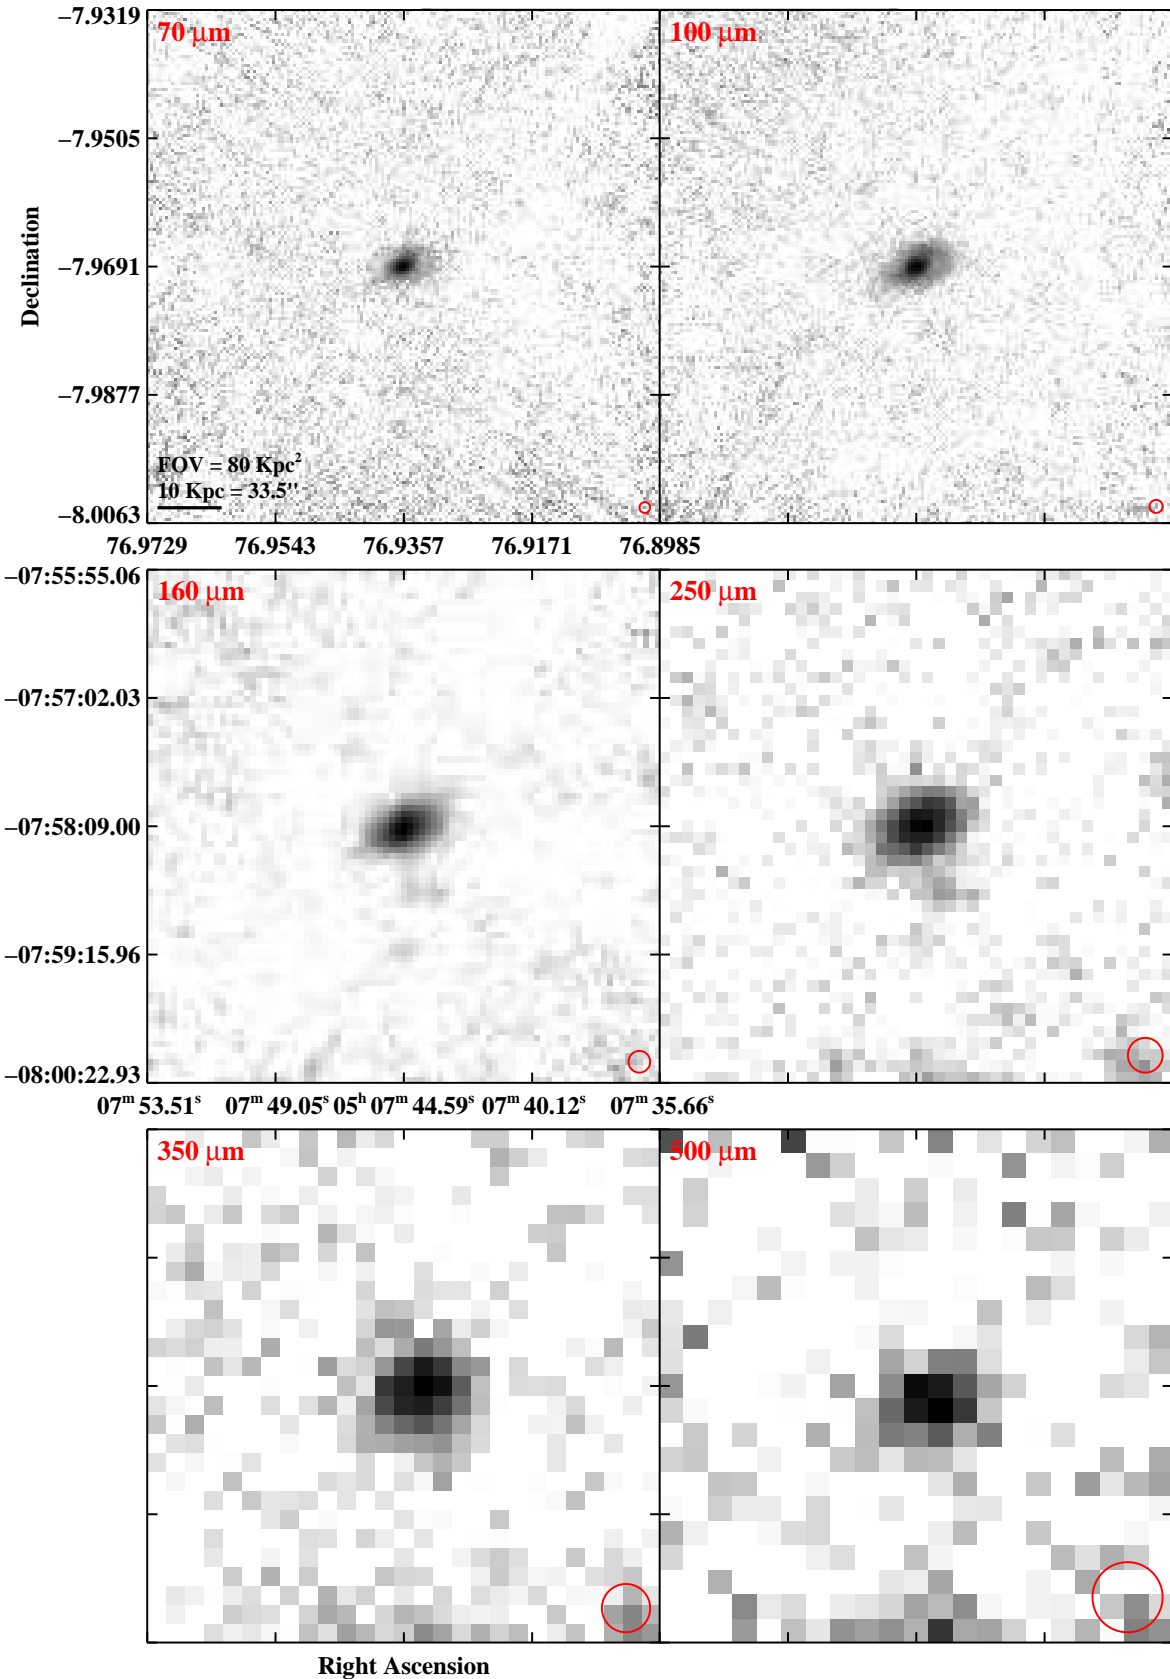 −7.9319
70 μm
100 μm
−7.9505
Declination
−7.9691
−7.9877
FOV = 80 Kpc²
10 Kpc = 33.5"
−8.0063
76.9729 76.9543 76.9357 76.9171 76.8985
−07:55:55.06
160 μm
250 μm
−07:57:02.03
−07:58:09.00
−07:59:15.96
−08:00:22.93
07ᵐ 53.51ˢ 07ᵐ 49.05ˢ 05ʰ 07ᵐ 44.59ˢ 07ᵐ 40.12ˢ 07ᵐ 35.66ˢ
350 μm
500 μm
Right Ascension